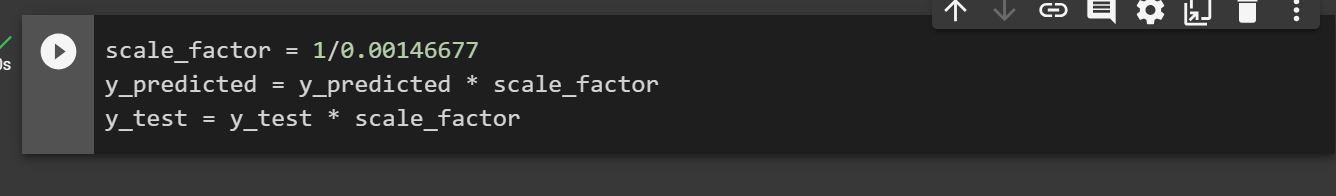 scale_factor = 1/0.00146677
y_predicted = y_predicted * scale_factor
y_test = y_test * scale_factor